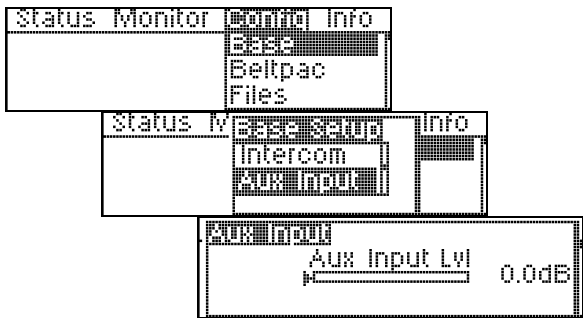 Status Monitor Config Info
Base
Beltpac
Files
Status M Base Setup Info
Intercom
Aux Input
Aux Input
Aux Input Lvl
0.0dB